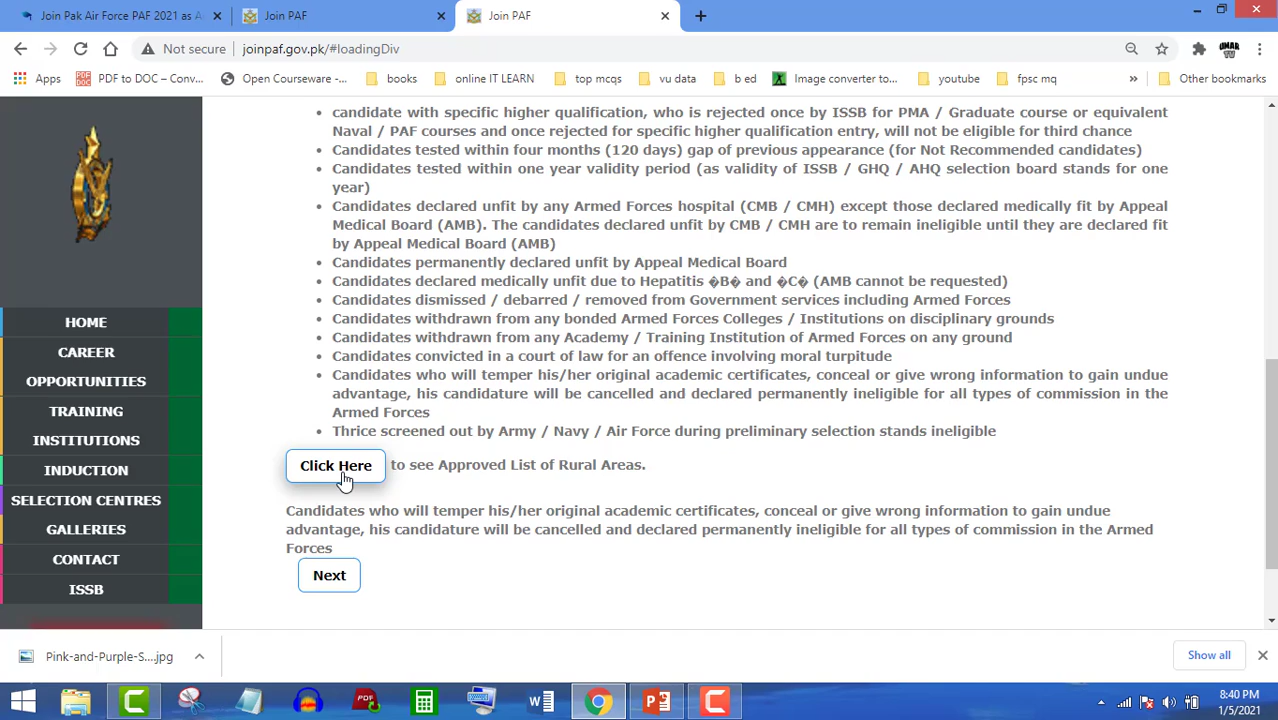 Join Pak Air Force PAF 2021 as A
Join PAF
Join PAF
Not secure
joinpaf.gov.pk/#loadingDiv
Apps
PDF to DOC – Conv...
Open Courseware -...
books
online IT LEARN
top mcqs
vu data
b ed
Image converter to...
youtube
fpsc mq
»
Other bookmarks
UMAR
TV
candidate with specific higher qualification, who is rejected once by ISSB for PMA / Graduate course or equivalent
Naval / PAF courses and once rejected for specific higher qualification entry, will not be eligible for third chance
Candidates tested within four months (120 days) gap of previous appearance (for Not Recommended candidates)
Candidates tested within one year validity period (as validity of ISSB / GHQ / AHQ selection board stands for one
year)
Candidates declared unfit by any Armed Forces hospital (CMB / CMH) except those declared medically fit by Appeal
Medical Board (AMB). The candidates declared unfit by CMB / CMH are to remain ineligible until they are declared fit
by Appeal Medical Board (AMB)
Candidates permanently declared unfit by Appeal Medical Board
Candidates declared medically unfit due to Hepatitis �B� and �C� (AMB cannot be requested)
Candidates dismissed / debarred / removed from Government services including Armed Forces
Candidates withdrawn from any bonded Armed Forces Colleges / Institutions on disciplinary grounds
Candidates withdrawn from any Academy / Training Institution of Armed Forces on any ground
Candidates convicted in a court of law for an offence involving moral turpitude
Candidates who will temper his/her original academic certificates, conceal or give wrong information to gain undue
advantage, his candidature will be cancelled and declared permanently ineligible for all types of commission in the
Armed Forces
Thrice screened out by Army / Navy / Air Force during preliminary selection stands ineligible
Click Here to see Approved List of Rural Areas.
Candidates who will temper his/her original academic certificates, conceal or give wrong information to gain undue
advantage, his candidature will be cancelled and declared permanently ineligible for all types of commission in the Armed
Forces
Next
HOME
CAREER
OPPORTUNITIES
TRAINING
INSTITUTIONS
INDUCTION
SELECTION CENTRES
GALLERIES
CONTACT
ISSB
Pink-and-Purple-S....jpg
Show all
8:40 PM
1/5/2021